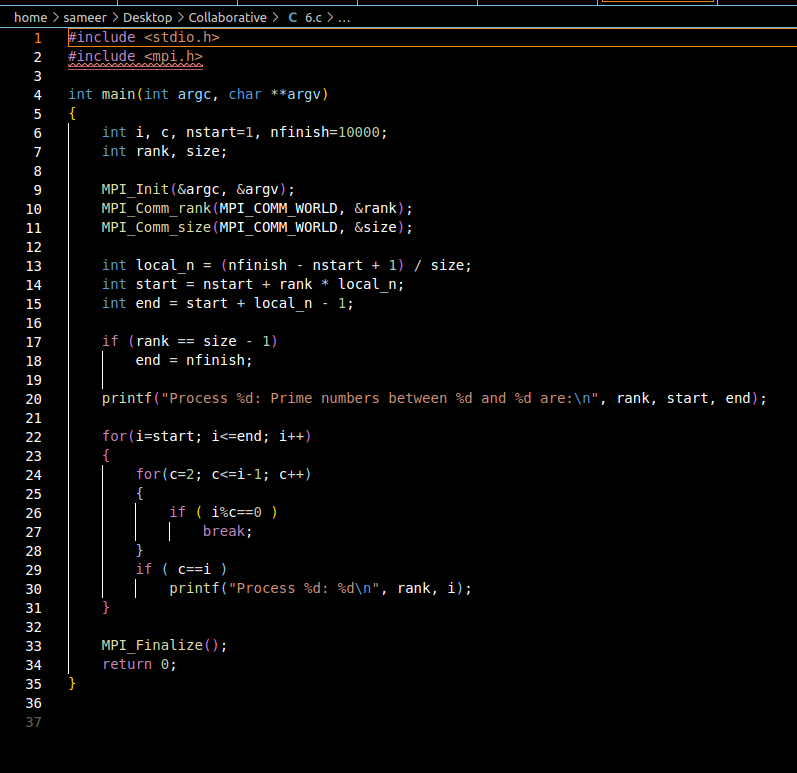 home > sameer > Desktop > Collaborative > C 6.c > ...
1 #include <stdio.h>
2 #include <mpi.h>
3
4 int main(int argc, char **argv)
5 {
6     int i, c, nstart=1, nfinish=10000;
7     int rank, size;
8
9     MPI_Init(&argc, &argv);
10     MPI_Comm_rank(MPI_COMM_WORLD, &rank);
11     MPI_Comm_size(MPI_COMM_WORLD, &size);
12
13     int local_n = (nfinish - nstart + 1) / size;
14     int start = nstart + rank * local_n;
15     int end = start + local_n - 1;
16
17     if (rank == size - 1)
18         end = nfinish;
19
20     printf("Process %d: Prime numbers between %d and %d are:\n", rank, start, end);
21
22     for(i=start; i<=end; i++)
23     {
24         for(c=2; c<=i-1; c++)
25         {
26             if ( i%c==0 )
27                 break;
28         }
29         if ( c==i )
30             printf("Process %d: %d\n", rank, i);
31     }
32
33     MPI_Finalize();
34     return 0;
35 }
36
37